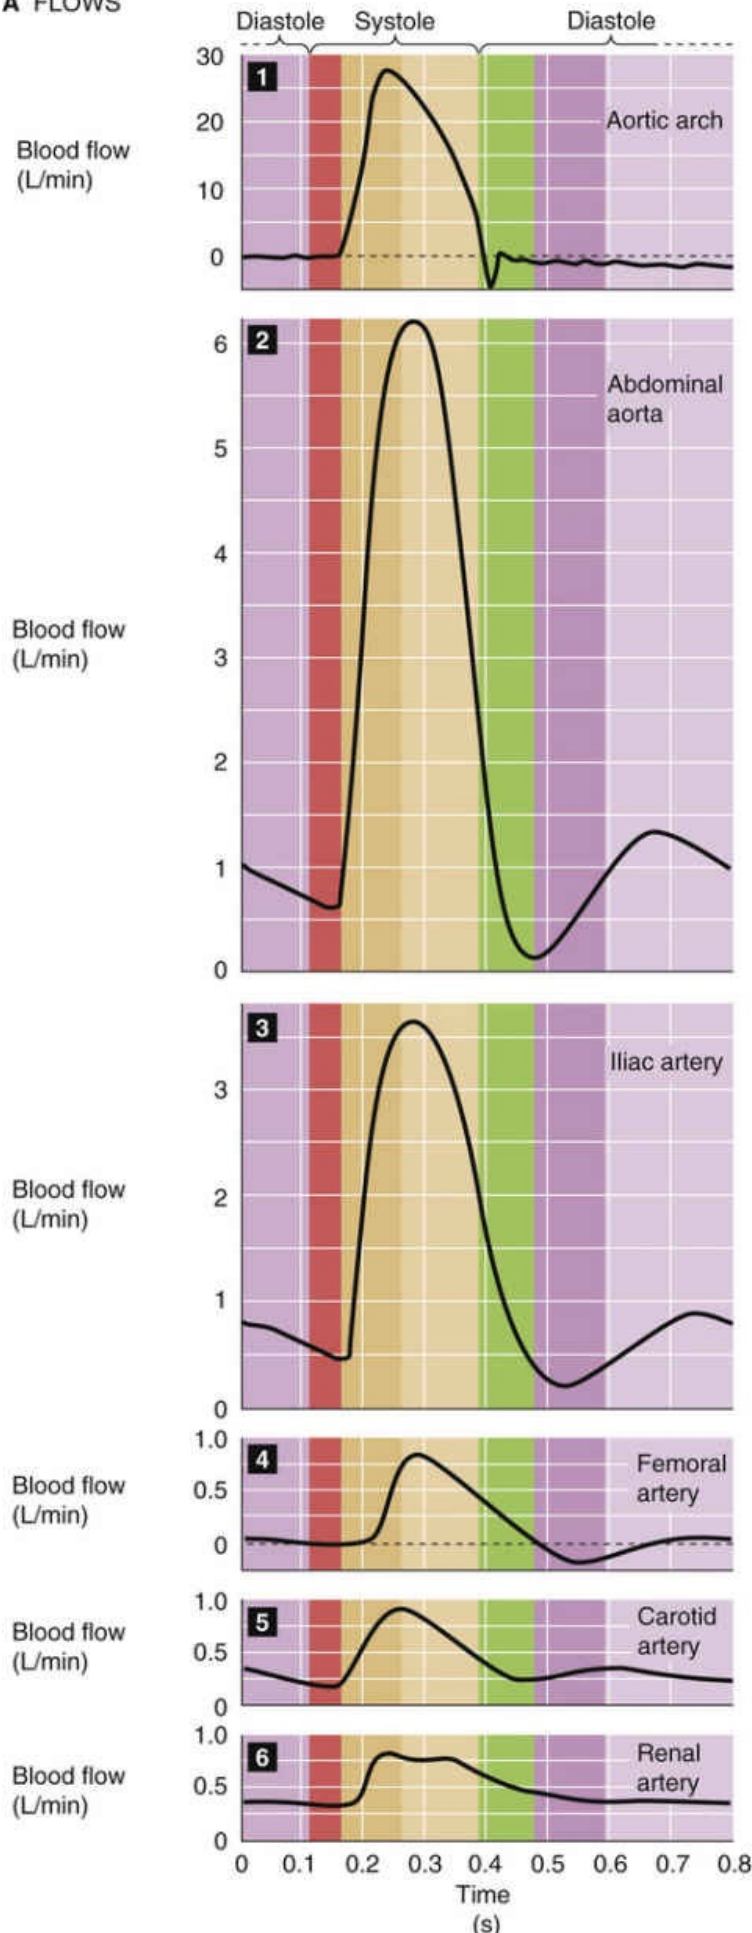 A FLOWS
Diastole Systole Diastole
30
1
20
Aortic arch
Blood flow
(L/min)
10
0
6
2
Abdominal
aorta
5
4
Blood flow
(L/min)
3
2
1
0
3
Iliac artery
3
Blood flow
(L/min)
2
1
0
1.0
4
Femoral
artery
Blood flow
(L/min)
0.5
0
1.0
5
Carotid
artery
Blood flow
(L/min)
0.5
0
1.0
6
Renal
artery
Blood flow
(L/min)
0.5
0
0 0.1 0.2 0.3 0.4 0.5 0.6 0.7 0.8
Time
(s)